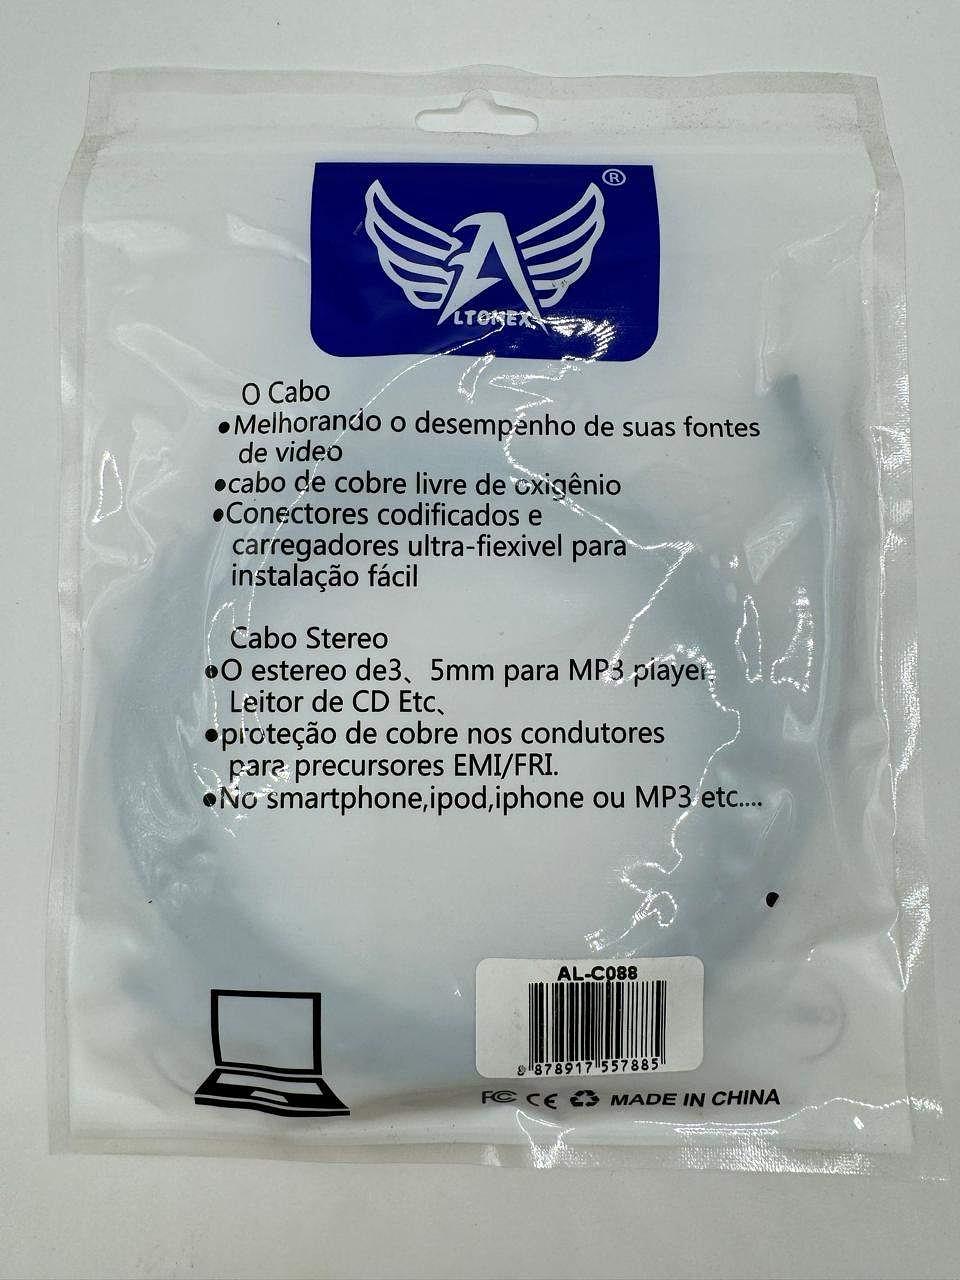 ®
LTOMEX
O Cabo
●Melhorando o desempenho de suas fontes
de video
●cabo de cobre livre de oxigênio
●Conectores codificados e
carregadores ultra-fiexivel para
instalação fácil
Cabo Stereo
●O estereo de3、5mm para MP3 player
Leitor de CD Etc、
●proteção de cobre nos condutores
para precursores EMI/FRI.
●No smartphone,ipod,iphone ou MP3 etc....
AL-C088
8 878917 557885
FC CE MADE IN CHINA